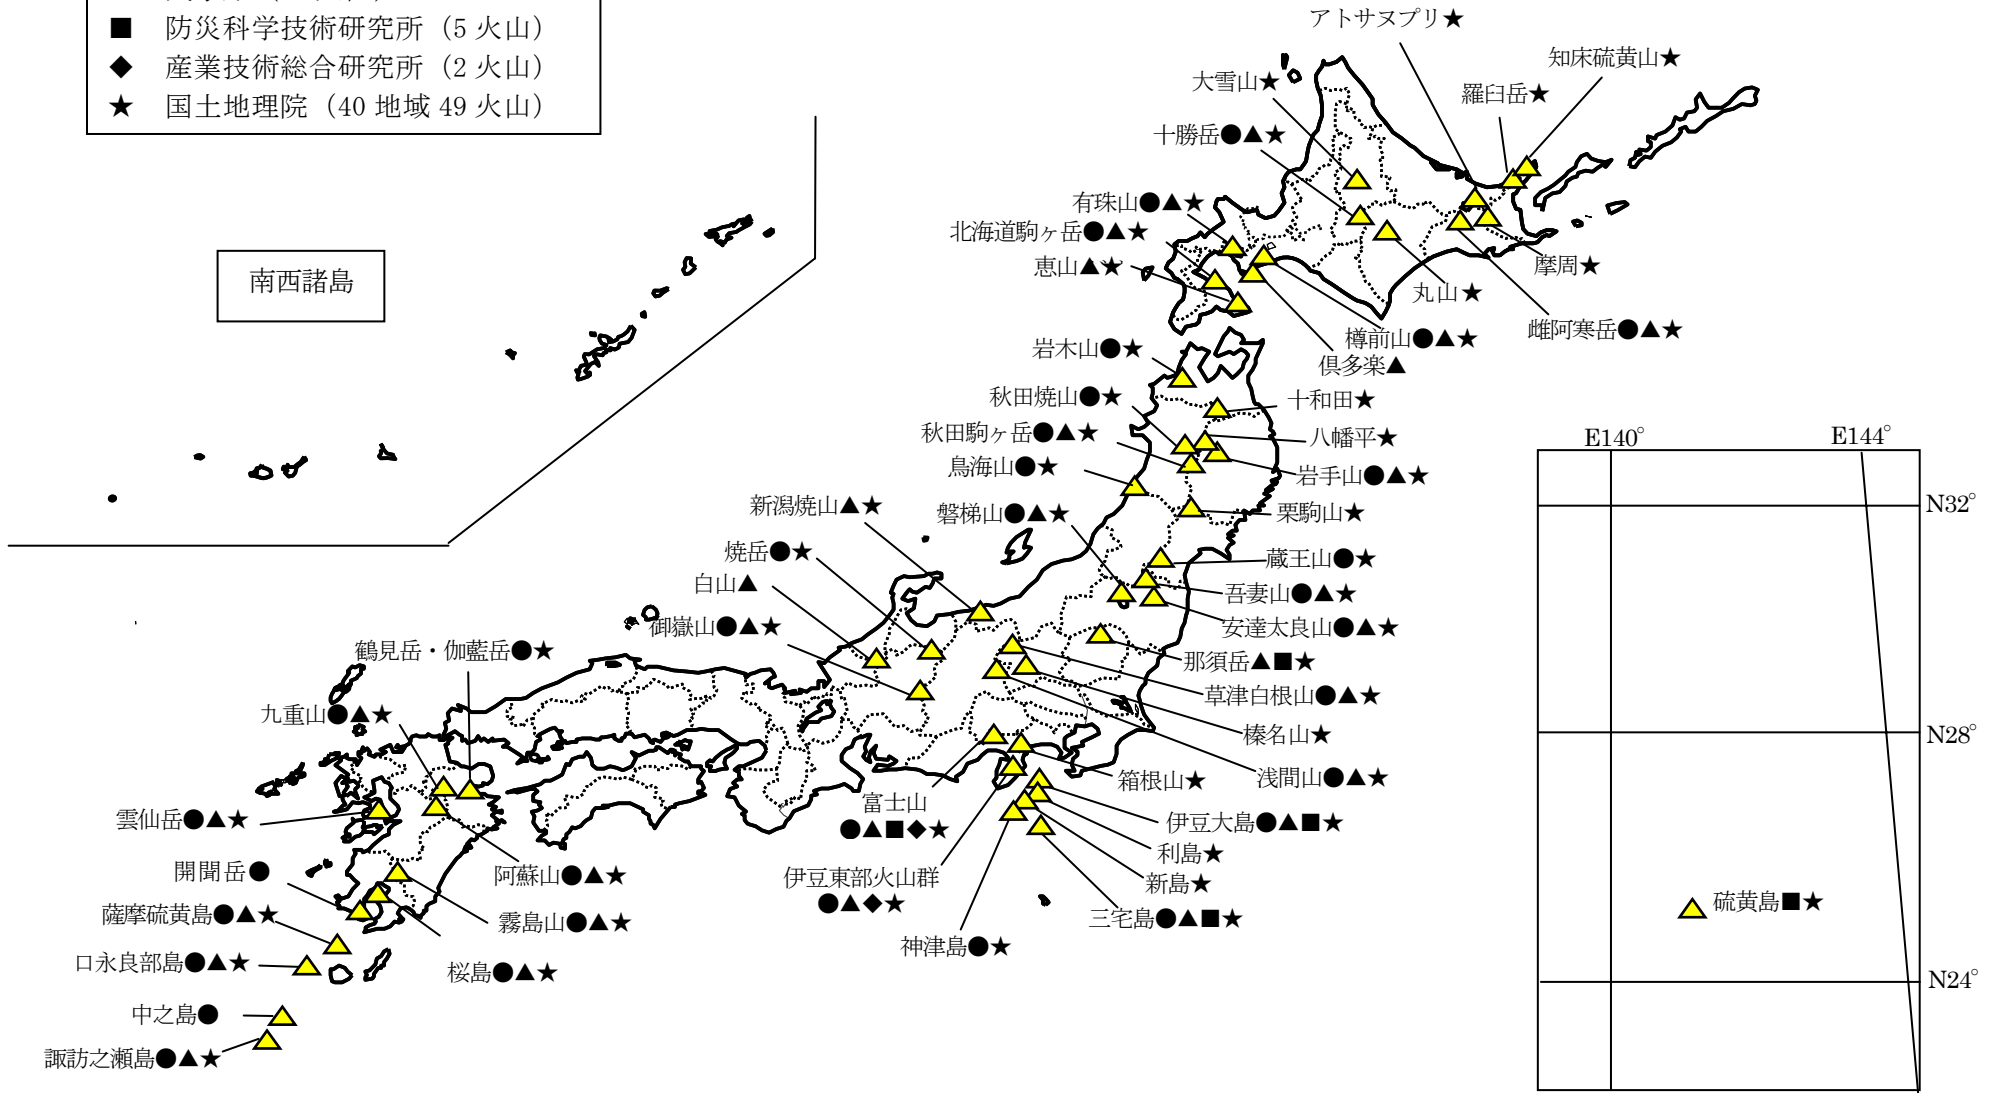 ■ 防災科学技術研究所（5 火山）
◆ 産業技術総合研究所（2 火山）
★ 国土地理院（40 地域 49 火山）
南西諸島
アトサヌプリ★
知床硫黄山★
大雪山★
羅臼岳★
十勝岳●▲★
有珠山●▲★
北海道駒ヶ岳●▲★
恵山▲★
摩周★
丸山★
雌阿寒岳●▲★
樽前山●▲★
倶多楽▲
岩木山●★
秋田焼山●★
十和田★
秋田駒ヶ岳●▲★
八幡平★
鳥海山●★
岩手山●▲★
新潟焼山▲★
磐梯山●▲★
栗駒山★
焼岳●★
蔵王山●★
白山▲
吾妻山●▲★
御嶽山●▲★
安達太良山●▲★
鶴見岳・伽藍岳●★
那須岳▲■★
草津白根山●▲★
九重山●▲★
榛名山★
箱根山★
浅間山●▲★
富士山
●▲■◆★
雲仙岳●▲★
伊豆大島●▲■★
利島★
開聞岳●
阿蘇山●▲★
伊豆東部火山群
●▲◆★
新島★
薩摩硫黄島●▲★
霧島山●▲★
三宅島●▲■★
神津島●★
口永良部島●▲★
桜島●▲★
中之島●
諏訪之瀬島●▲★
E140°
E144°
N32°
N28°
硫黄島■★
N24°